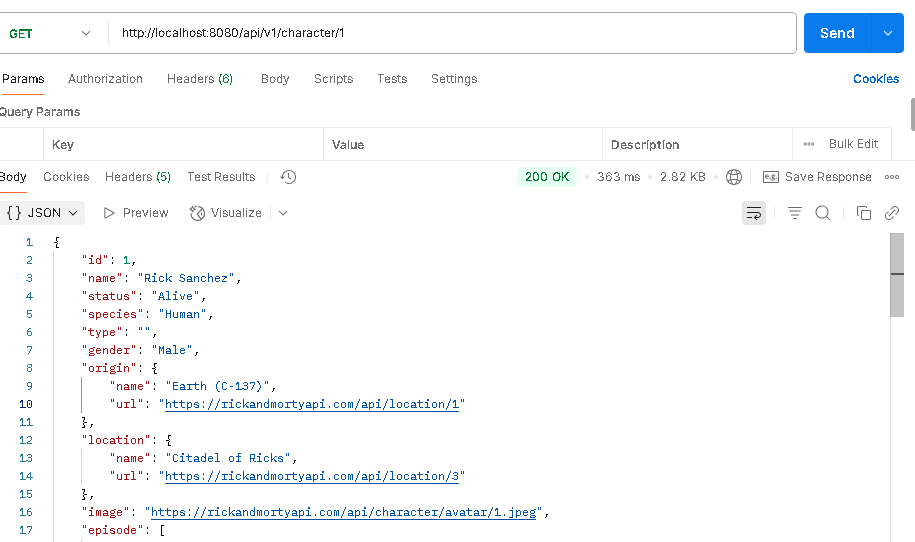 GET http://localhost:8080/api/v1/character/1 Send
Params Authorization Headers (6) Body Scripts Tests Settings Cookies
Query Params
Key Value Description ••• Bulk Edit
Body Cookies Headers (5) Test Results 200 OK • 363 ms • 2.82 KB • e.g. Save Response •••
{} JSON Preview Visualize
1 {
2 "id": 1,
3 "name": "Rick Sanchez",
4 "status": "Alive",
5 "species": "Human",
6 "type": "",
7 "gender": "Male",
8 "origin": {
9 "name": "Earth (C-137)",
10 "url": "https://rickandmortyapi.com/api/location/1"
11 },
12 "location": {
13 "name": "Citadel of Ricks",
14 "url": "https://rickandmortyapi.com/api/location/3"
15 },
16 "image": "https://rickandmortyapi.com/api/character/avatar/1.jpeg",
17 "episode": [